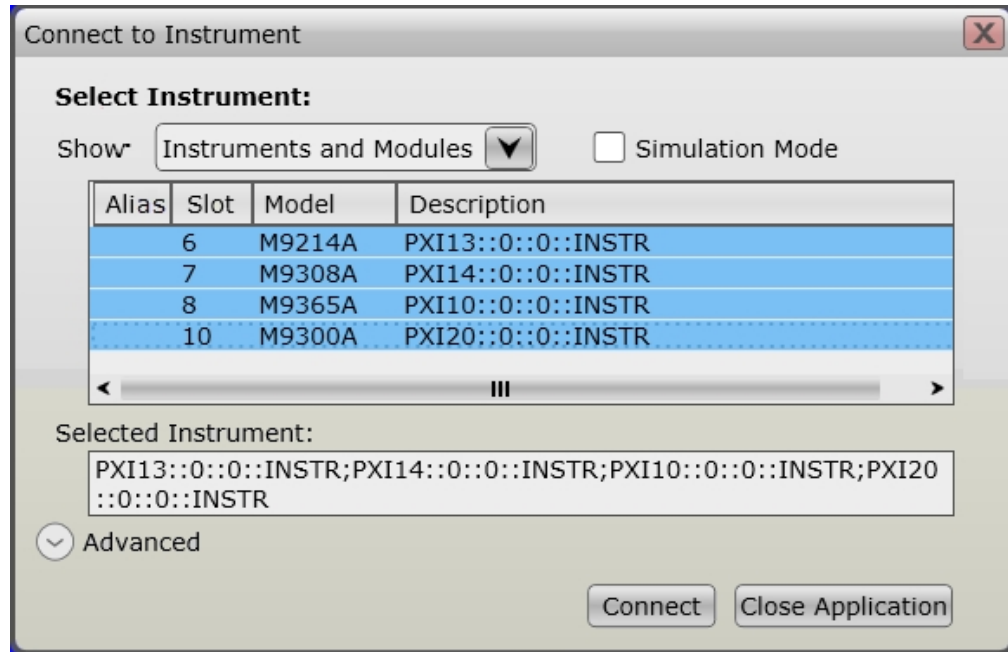 Connect to Instrument
Select Instrument:
Show Instruments and Modules Simulation Mode
Alias Slot Model Description
6 M9214A PXI13::0::0::INSTR
7 M9308A PXI14::0::0::INSTR
8 M9365A PXI10::0::0::INSTR
10 M9300A PXI20::0::0::INSTR
Selected Instrument:
PXI13::0::0::INSTR;PXI14::0::0::INSTR;PXI10::0::0::INSTR;PXI20
::0::0::INSTR
Advanced
Connect Close Application